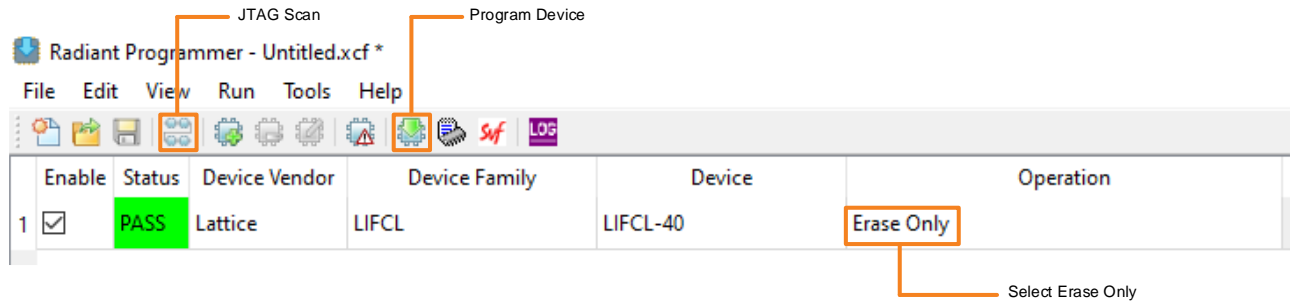 JTAG Scan
Program Device
Radiant Programmer - Untitled.xcf *
File Edit View Run Tools Help
Svf LOG
Enable Status Device Vendor Device Family Device Operation
1 PASS Lattice LIFCL LIFCL-40 Erase Only
Select Erase Only